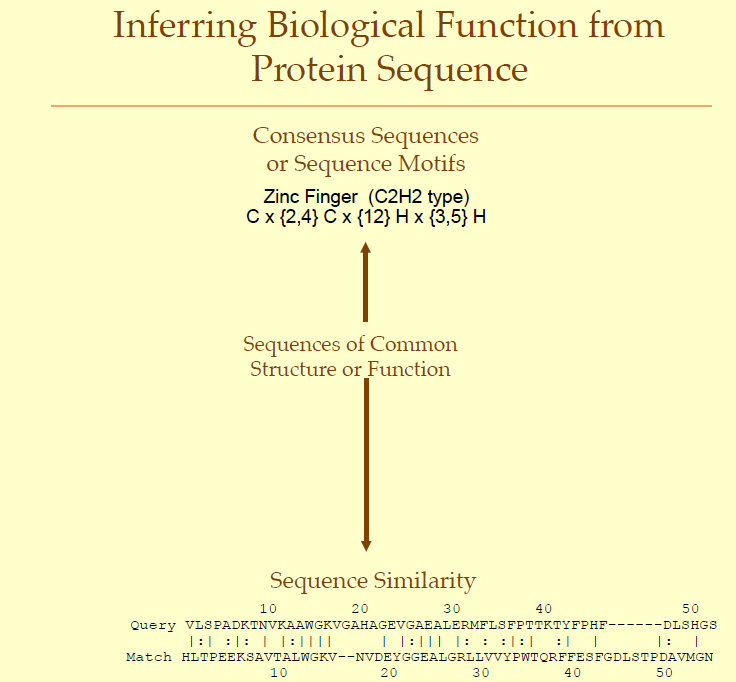 Inferring Biological Function from
Protein Sequence
Consensus Sequences
or Sequence Motifs
Zinc Finger (C2H2 type)
C x {2,4} C x {12} H x {3,5} H
Sequences of Common
Structure or Function
Sequence Similarity
10 20 30 40 50
Query VLSPADKTNVKAAWGKVGAHAGEVGAEALERMFLSFPTTKTYFPHF------DLSHGS
|:| :|: | |:|||| | |:|| |: : :|: :| | |: |
Match HLTPEEKSAVTALWGKV--NVDEYGGEALGRLLVVYPWTQRFFESFGDLSTPDAVMGN
10 20 30 40 50